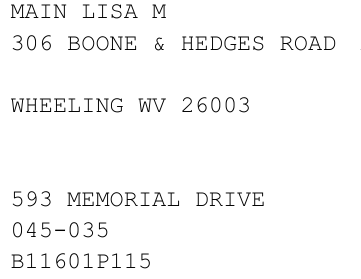 MAIN LISA M
306 BOONE & HEDGES ROAD
WHEELING WV 26003
593 MEMORIAL DRIVE
045-035
B11601P115